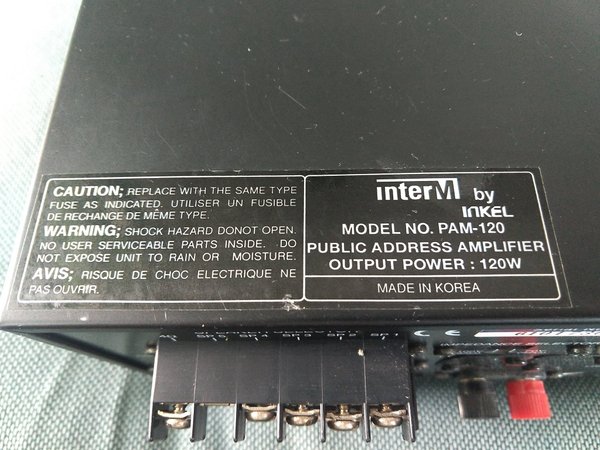 CAUTION; REPLACE WITH THE SAME TYPE
FUSE AS INDICATED. UTILISER UN FUSIBLE
DE RECHANGE DE MÊME TYPE.
WARNING; SHOCK HAZARD DONOT OPEN.
NO USER SERVICEABLE PARTS INSIDE. DO
NOT EXPOSE UNIT TO RAIN OR MOISTURE.
AVIS; RISQUE DE CHOC ELECTRIQUE NE
PAS OUVRIR.
interM by
INKEL
MODEL NO. PAM-120
PUBLIC ADDRESS AMPLIFIER
OUTPUT POWER : 120W
MADE IN KOREA